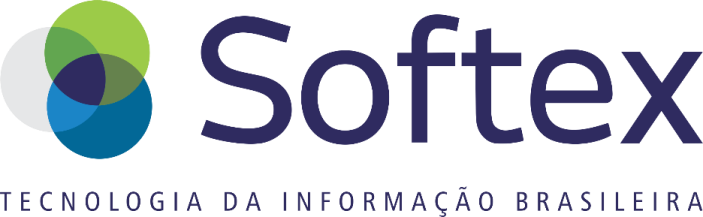 Softex
TECNOLOGIA DA INFORMAÇÃO BRASILEIRA